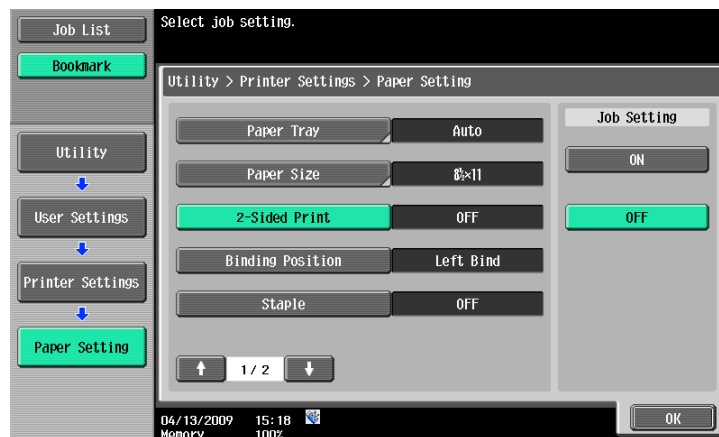 Job List
Bookmark
Utility
User Settings
Printer Settings
Paper Setting
Select job setting.
Utility > Printer Settings > Paper Setting
Paper Tray Auto
Paper Size 8½×11
2-Sided Print OFF
Binding Position Left Bind
Staple OFF
1/ 2
Job Setting
ON
OFF
OK
04/13/2009 15:18
Memory 100%